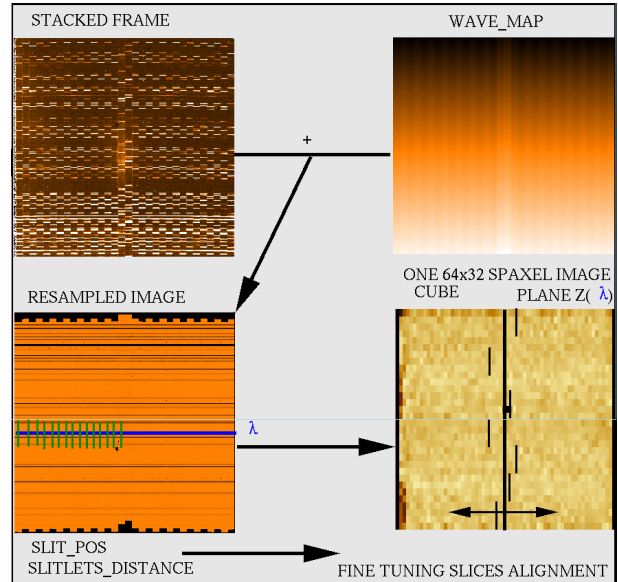 STACKED FRAME
WAVE_MAP
+
ONE 64x32 SPAXEL IMAGE
RESAMPLED IMAGE
CUBE PLANE Z( λ)
λ
SLIT_POS
SLITLETS_DISTANCE
FINE TUNING SLICES ALIGNMENT